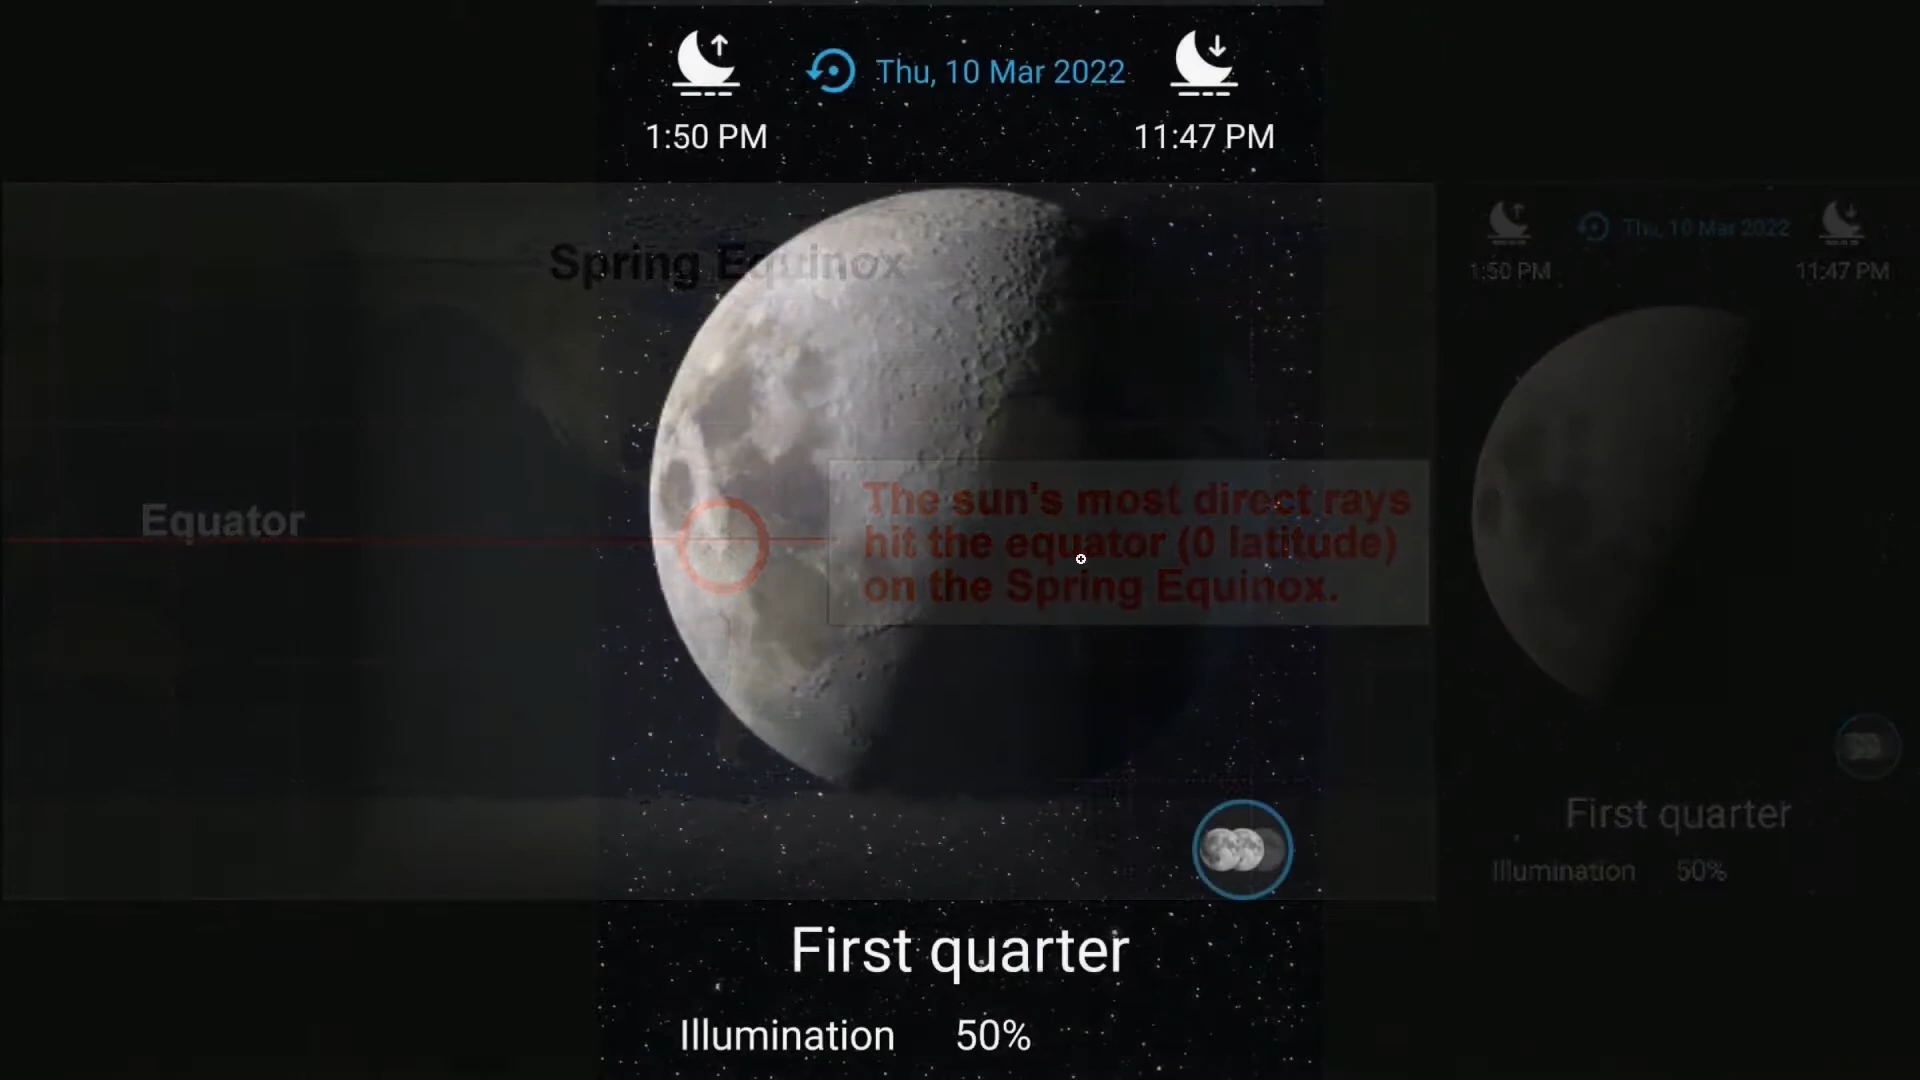 Thu, 10 Mar 2022
1:50 PM
11:47 PM
Spring Equinox
Equator
The sun's most direct rays
hit the equator (0 latitude)
on the Spring Equinox.
First quarter
Illumination 50%
Thu, 10 Mar 2022
1:50 PM
11:47 PM
First quarter
Illumination 50%